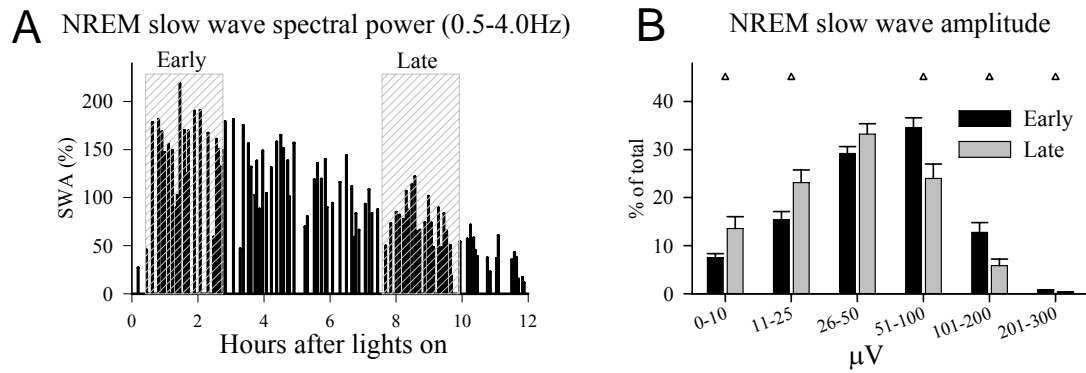 A NREM slow wave spectral power (0.5-4.0Hz)
Early
Late
SWA (%)
200
150
100
50
0
0 2 4 6 8 10 12
Hours after lights on
B NREM slow wave amplitude
Early
Late
% of total
40
30
20
10
0
0-10 11-25 26-50 51-100 101-200 201-300
μV